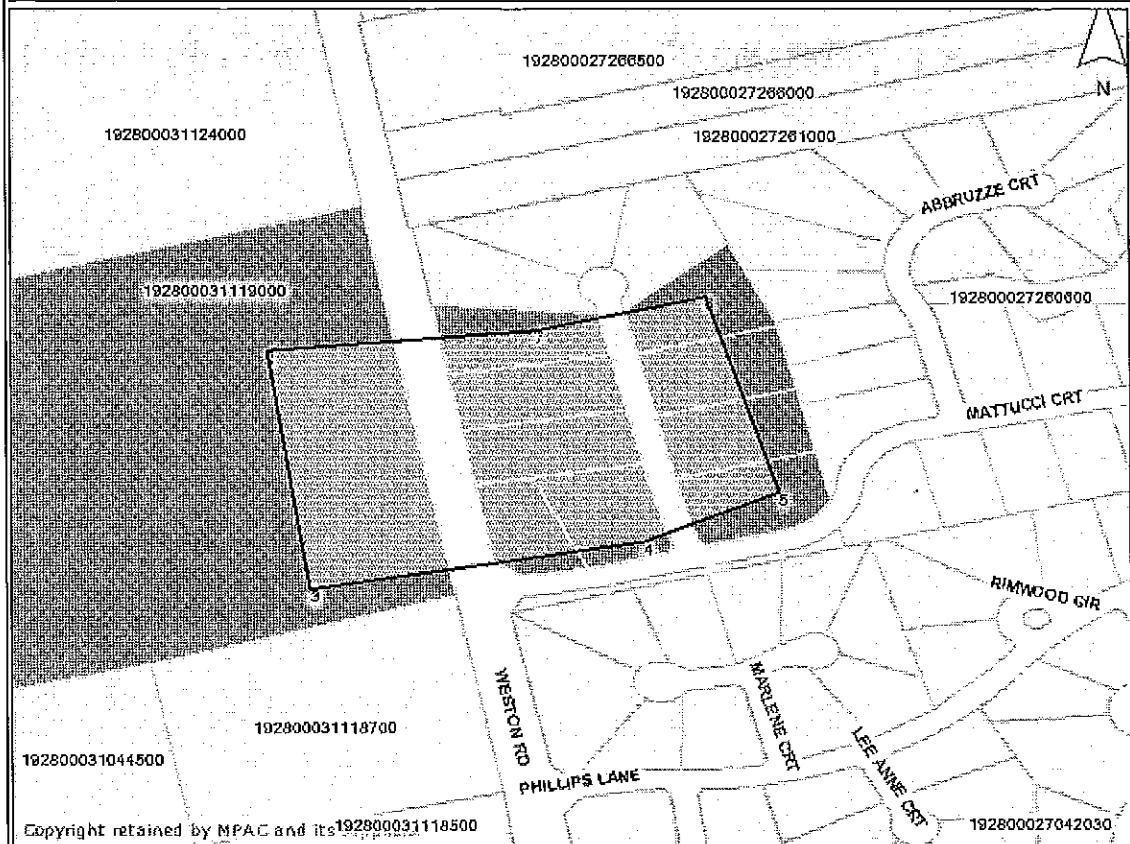 192800027266500
N
192800027266000
192800031124000
192800027261000
ABBRUZZE CRT
192800031119000
192800027260600
MATTUCCI CRT
5
4
3
RIMWOOD CIR
WESTON RD
MARLENE CRT
192800031118700
LEE ANNE CRT
192800031044500
PHILLIPS LANE
Copyright retained by MPAC and its
192800031118500
192800027042030